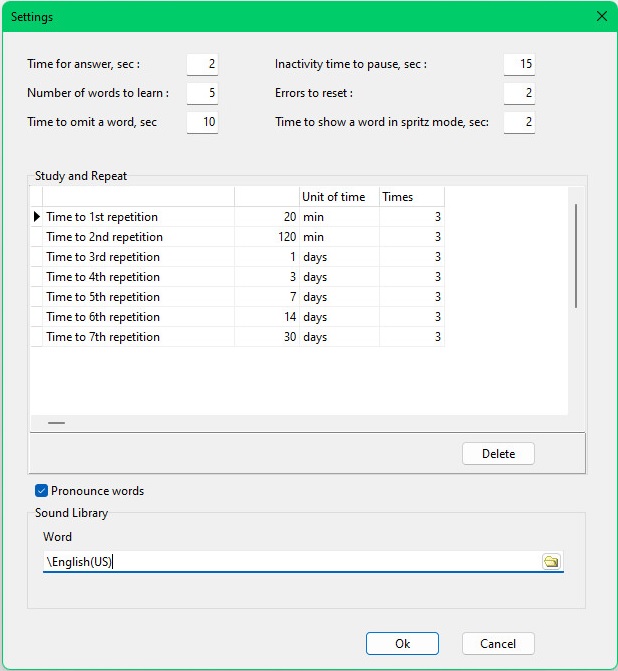 Settings
Time for answer, sec : 2 Inactivity time to pause, sec : 15
Number of words to learn : 5 Errors to reset : 2
Time to omit a word, sec 10 Time to show a word in spritz mode, sec: 2
Study and Repeat
Unit of time Times
Time to 1st repetition 20 min 3
Time to 2nd repetition 120 min 3
Time to 3rd repetition 1 days 3
Time to 4th repetition 3 days 3
Time to 5th repetition 7 days 3
Time to 6th repetition 14 days 3
Time to 7th repetition 30 days 3
Delete
Pronounce words
Sound Library
Word
\English(US)
Ok Cancel